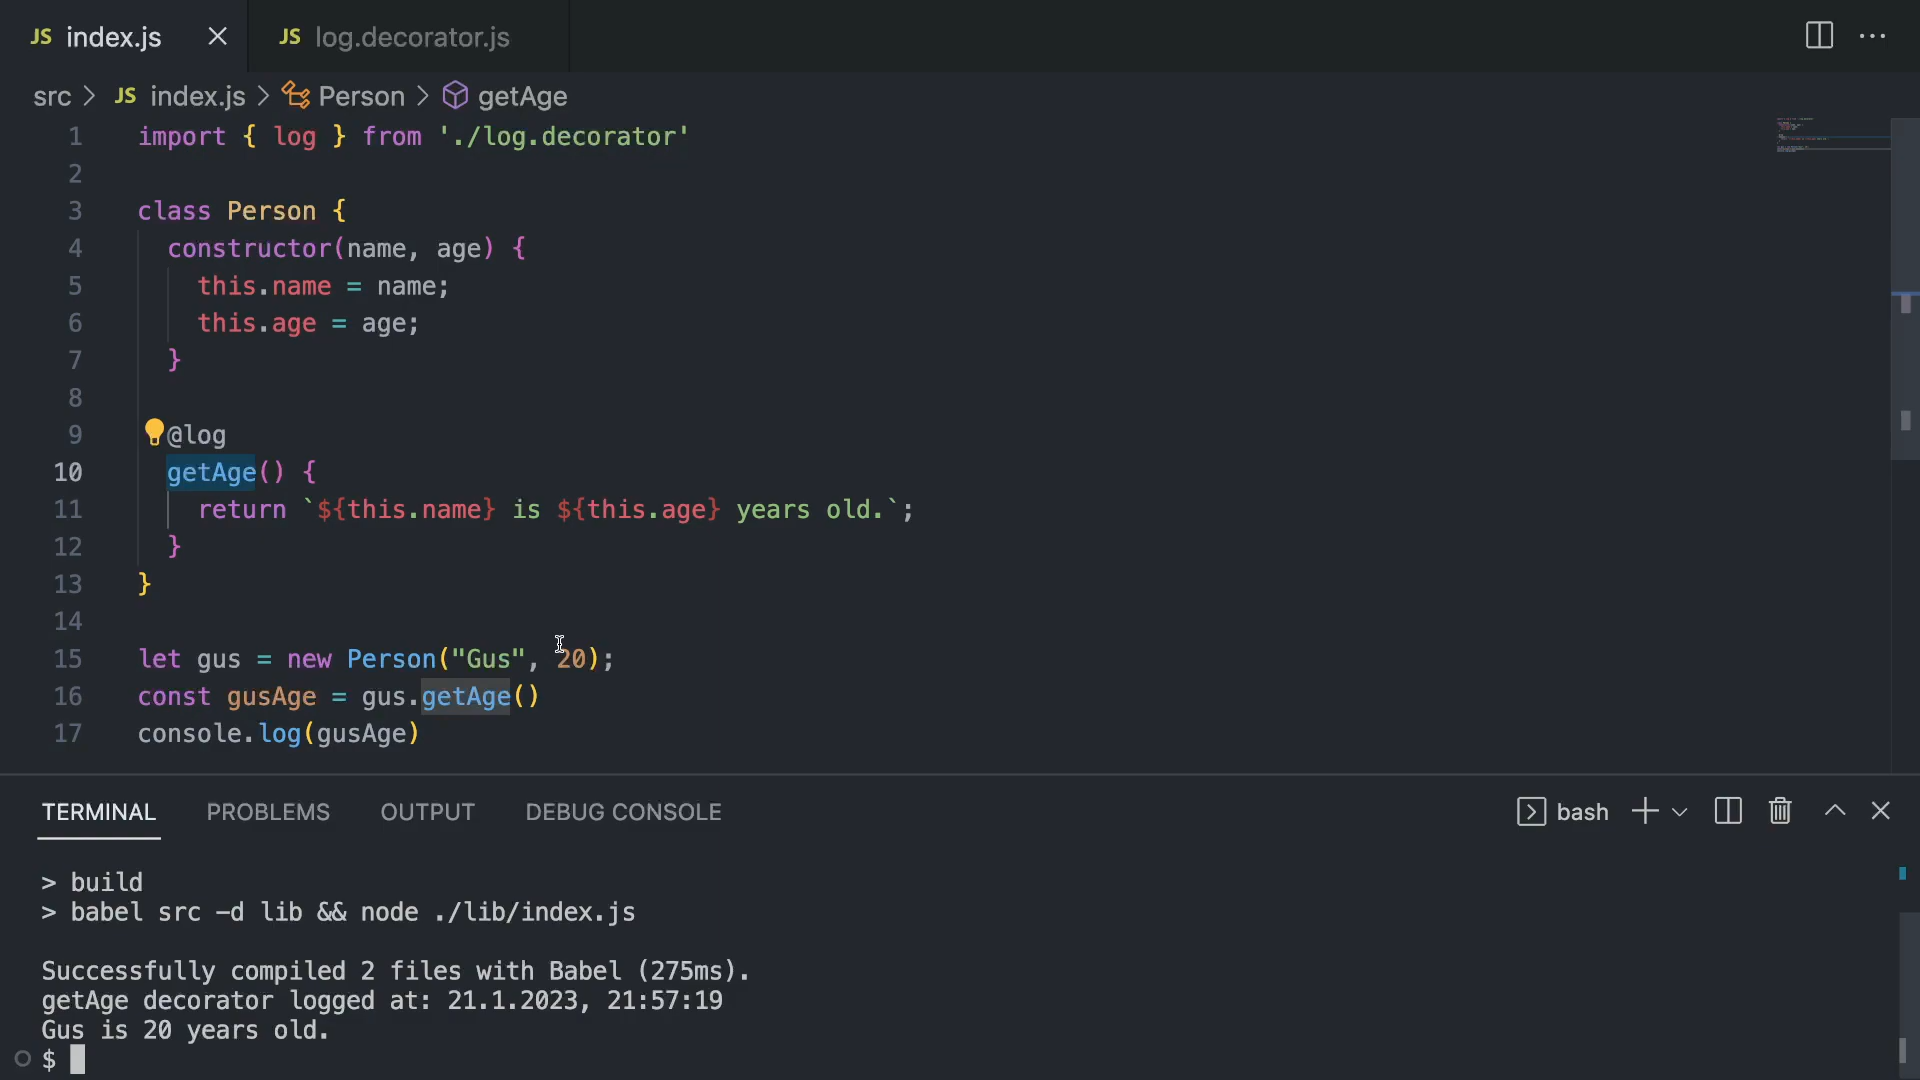 JS index.js
JS log.decorator.js
src > JS index.js > Person > getAge
1 import { log } from './log.decorator'
2
3 class Person {
4 constructor(name, age) {
5 this.name = name;
6 this.age = age;
7 }
8
9 @log
10 getAge() {
11 return `${this.name} is ${this.age} years old.`;
12 }
13 }
14
15 let gus = new Person("Gus", 20);
16 const gusAge = gus.getAge()
17 console.log(gusAge)
TERMINAL PROBLEMS OUTPUT DEBUG CONSOLE bash
> build
> babel src -d lib && node ./lib/index.js
Successfully compiled 2 files with Babel (275ms).
getAge decorator logged at: 21.1.2023, 21:57:19
Gus is 20 years old.
$